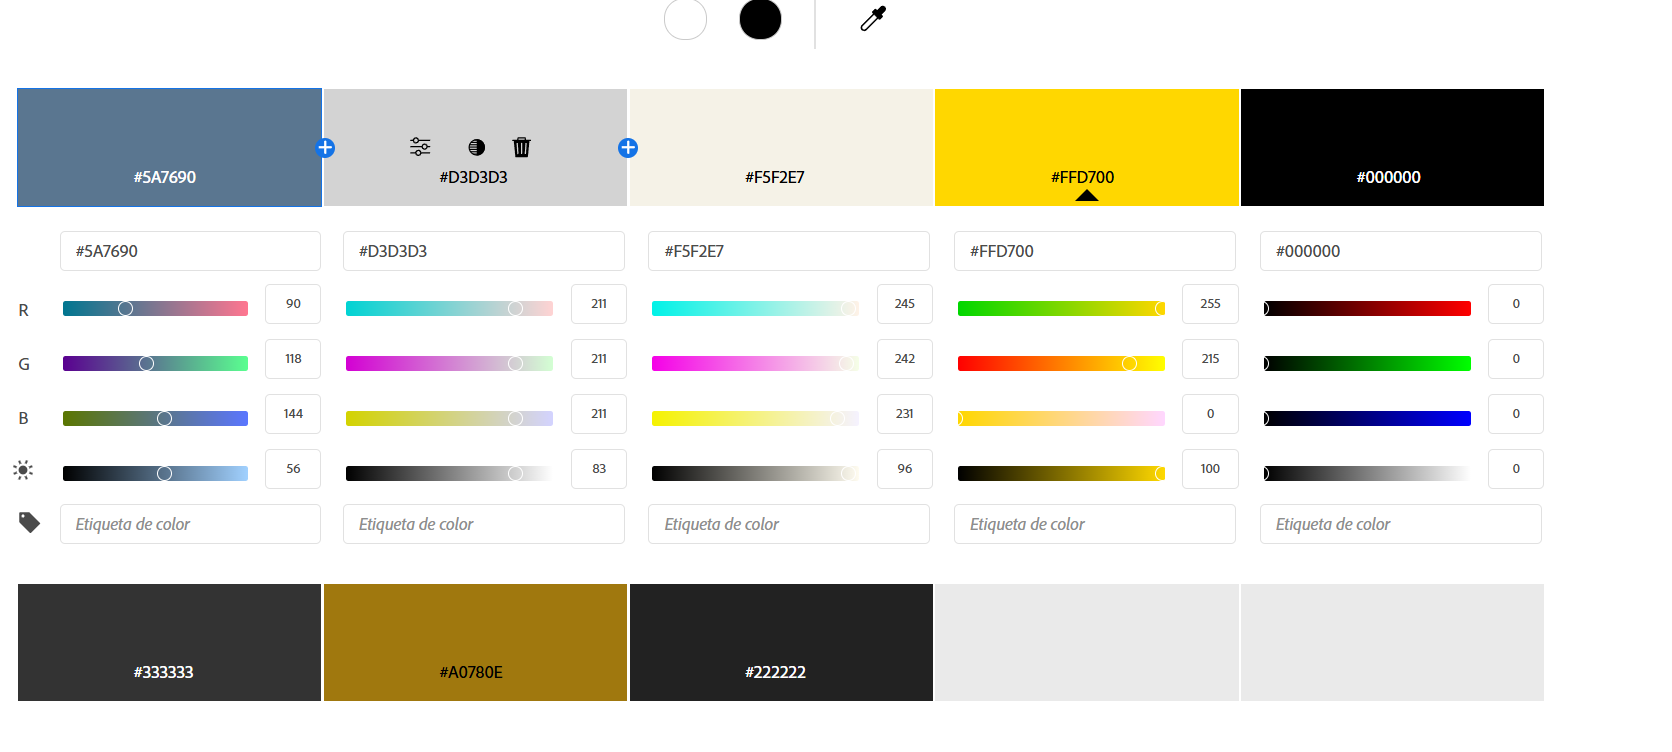 #5A7690 #D3D3D3 #F5F2E7 #FFD700 #000000
#5A7690 #D3D3D3 #F5F2E7 #FFD700 #000000
R 90 211 245 255 0
G 118 211 242 215 0
B 144 211 231 0 0
56 83 96 100 0
Etiqueta de color Etiqueta de color Etiqueta de color Etiqueta de color Etiqueta de color
#333333 #A0780E #222222